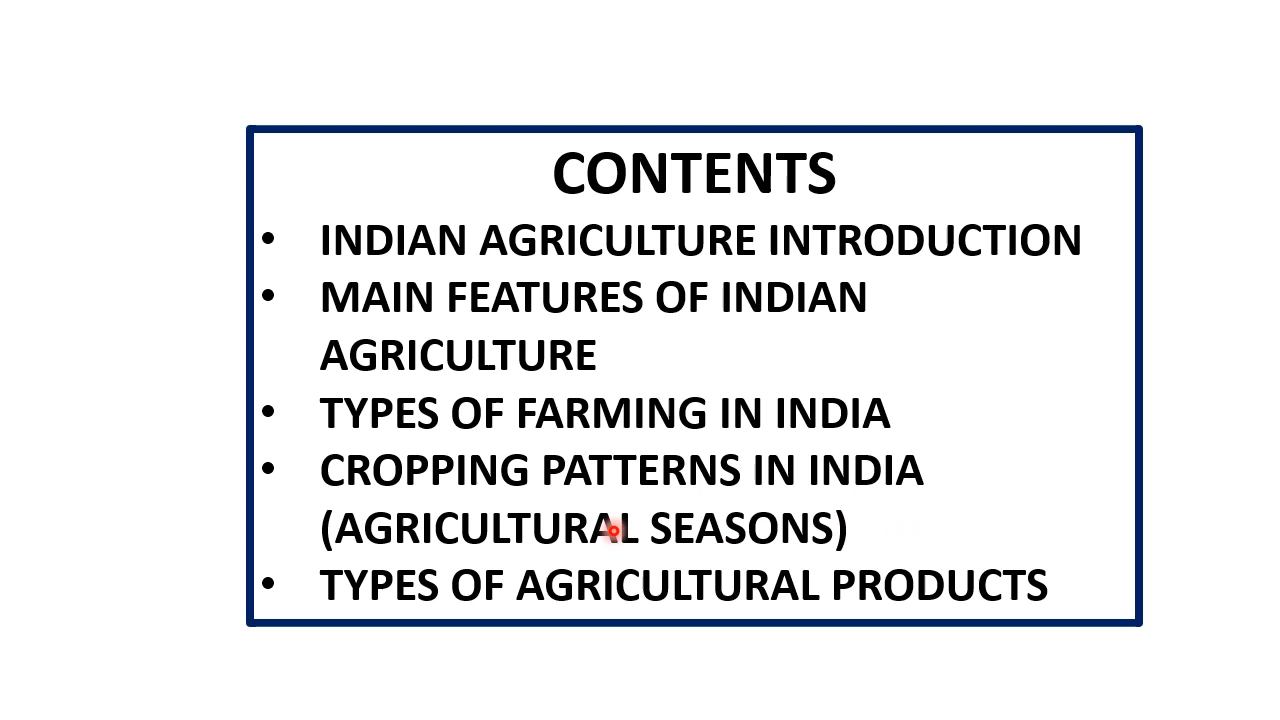 CONTENTS
• INDIAN AGRICULTURE INTRODUCTION
• MAIN FEATURES OF INDIAN
AGRICULTURE
• TYPES OF FARMING IN INDIA
• CROPPING PATTERNS IN INDIA
(AGRICULTURAL SEASONS)
• TYPES OF AGRICULTURAL PRODUCTS